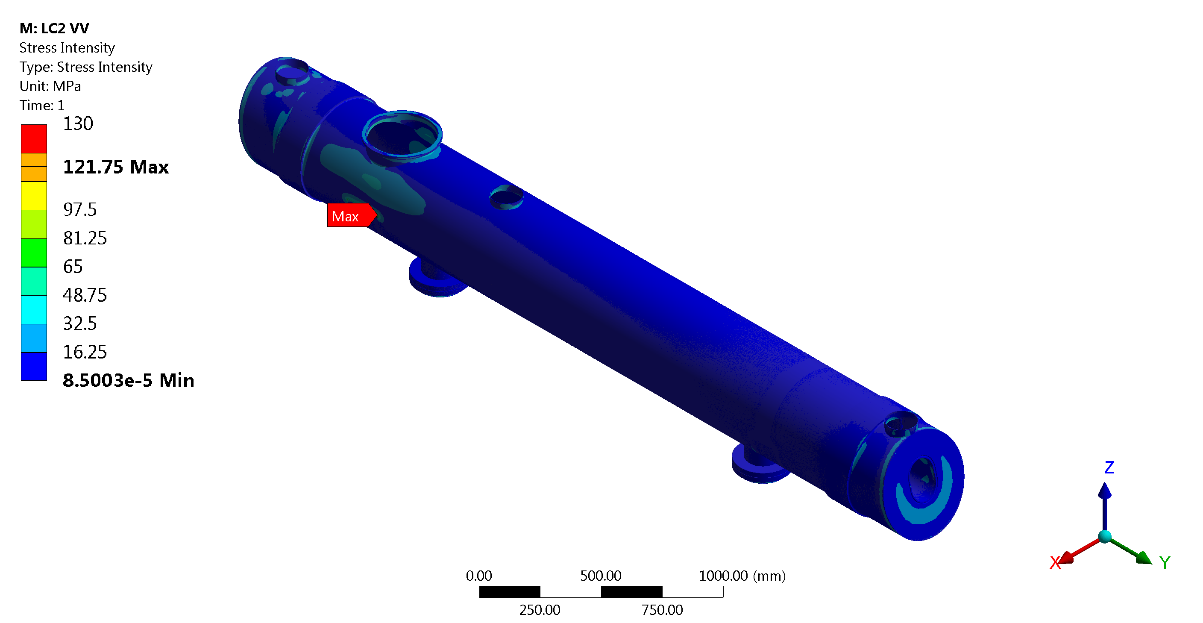 M: LC2 VV
Stress Intensity
Type: Stress Intensity
Unit: MPa
Time: 1
130
121.75 Max
97.5
81.25
65
48.75
32.5
16.25
8.5003e-5 Min
Max
0.00 500.00 1000.00 (mm)
250.00 750.00
Z
X Y